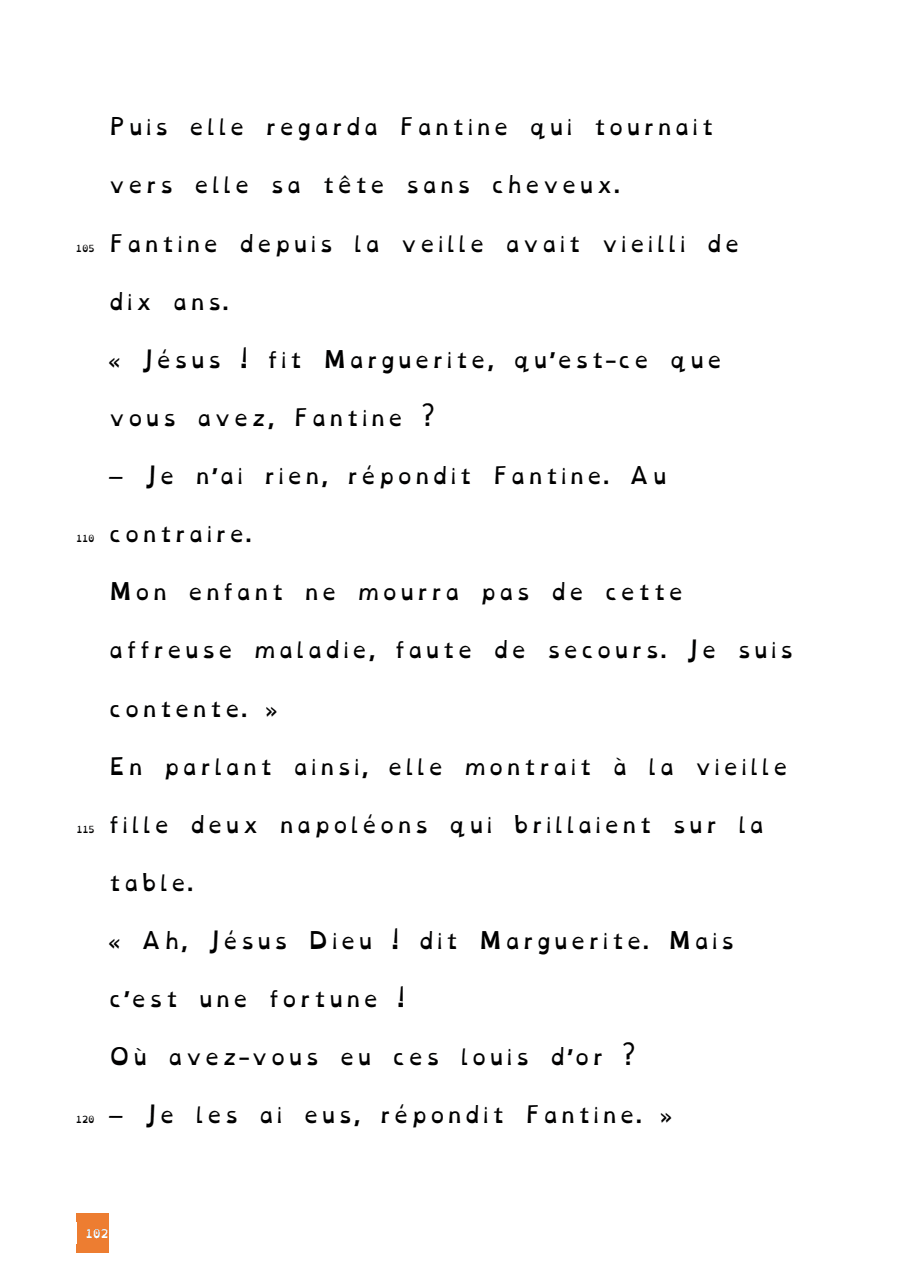 Puis elle regarda Fantine qui tournait
vers elle sa tête sans cheveux.
105 Fantine depuis la veille avait vieilli de
dix ans.
« Jésus ! fit Marguerite, qu’est-ce que
vous avez, Fantine ?
– Je n’ai rien, répondit Fantine. Au
110 contraire.
Mon enfant ne mourra pas de cette
affreuse maladie, faute de secours. Je suis
contente. »
En parlant ainsi, elle montrait à la vieille
115 fille deux napoléons qui brillaient sur la
table.
« Ah, Jésus Dieu ! dit Marguerite. Mais
c’est une fortune !
Où avez-vous eu ces louis d’or ?
120 – Je les ai eus, répondit Fantine. »
102